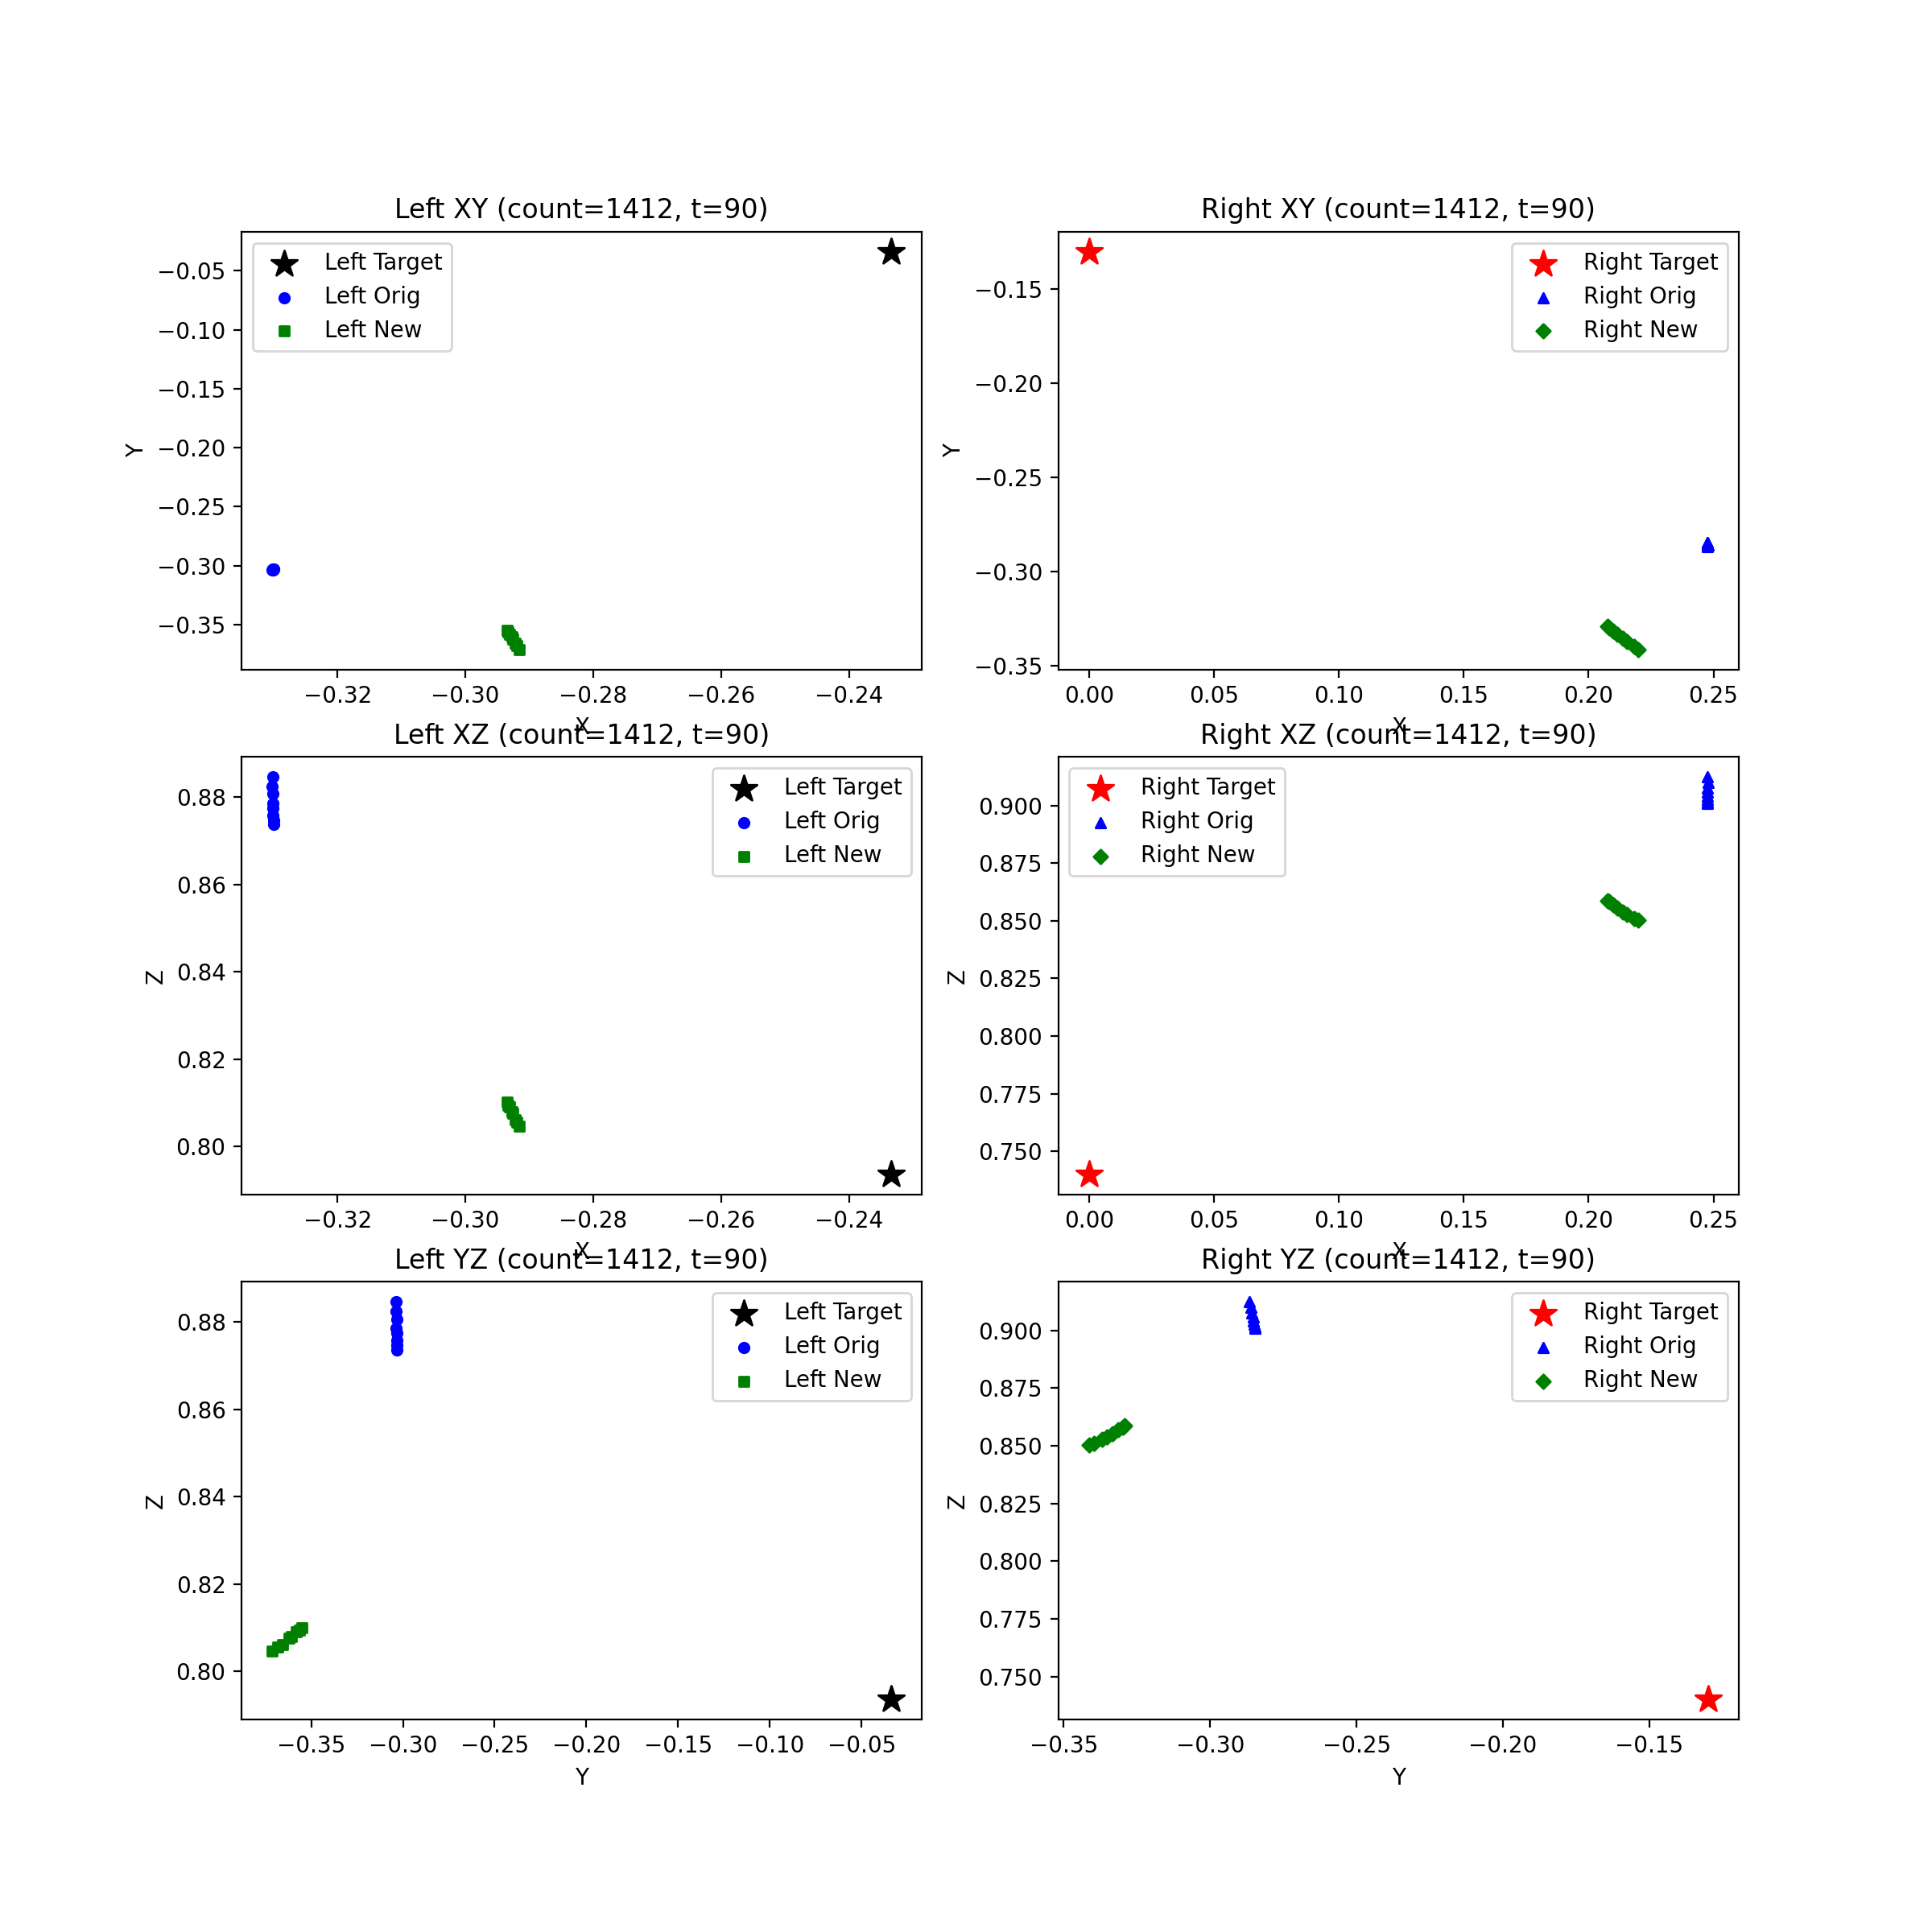 Left XY (count=1412, t=90)
Left Target
Left Orig
Left New
−0.05
−0.10
−0.15
−0.20
−0.25
−0.30
−0.35
Y
−0.32 −0.30 −0.28 −0.26 −0.24
X
Right XY (count=1412, t=90)
Right Target
Right Orig
Right New
−0.15
−0.20
−0.25
−0.30
−0.35
Y
0.00 0.05 0.10 0.15 0.20 0.25
X
Left XZ (count=1412, t=90)
Left Target
Left Orig
Left New
0.88
0.86
0.84
0.82
0.80
Z
−0.32 −0.30 −0.28 −0.26 −0.24
X
Right XZ (count=1412, t=90)
Right Target
Right Orig
Right New
0.900
0.875
0.850
0.825
0.800
0.775
0.750
Z
0.00 0.05 0.10 0.15 0.20 0.25
X
Left YZ (count=1412, t=90)
Left Target
Left Orig
Left New
0.88
0.86
0.84
0.82
0.80
Z
−0.35 −0.30 −0.25 −0.20 −0.15 −0.10 −0.05
Y
Right YZ (count=1412, t=90)
Right Target
Right Orig
Right New
0.900
0.875
0.850
0.825
0.800
0.775
0.750
Z
−0.35 −0.30 −0.25 −0.20 −0.15
Y